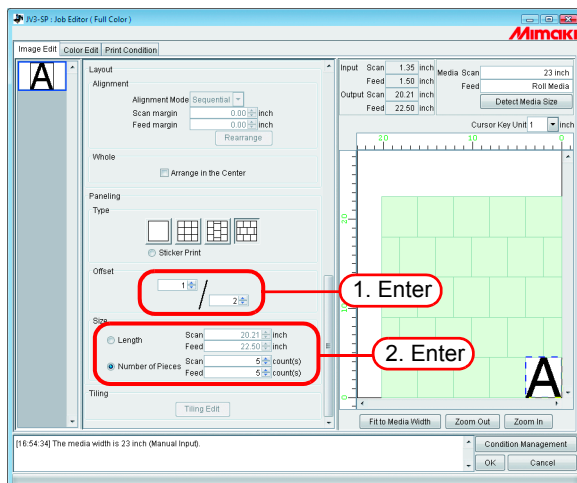 JV3-SP : Job Editor ( Full Color )
Mimaki
Image Edit Color Edit Print Condition
A
Layout
Alignment
Alignment Mode Sequential
Scan margin 0.00 inch
Feed margin 0.00 inch
Rearrange
Whole
Arrange in the Center
Paneling
Type
Sticker Print
Offset
1 / 2
Size
Length
Scan 20.21 inch
Feed 22.50 inch
Number of Pieces
Scan 5 count(s)
Feed 5 count(s)
Tiling
Tiling Edit
1. Enter
2. Enter
Input Scan 1.35 inch
Feed 1.50 inch
Output Scan 20.21 inch
Feed 22.50 inch
Media Scan 23 inch
Feed Roll Media
Detect Media Size
Cursor Key Unit 1 inch
20 10 0
20
10
0
A
Fit to Media Width Zoom Out Zoom In
[16:54:34] The media width is 23 inch (Manual Input).
Condition Management
OK Cancel